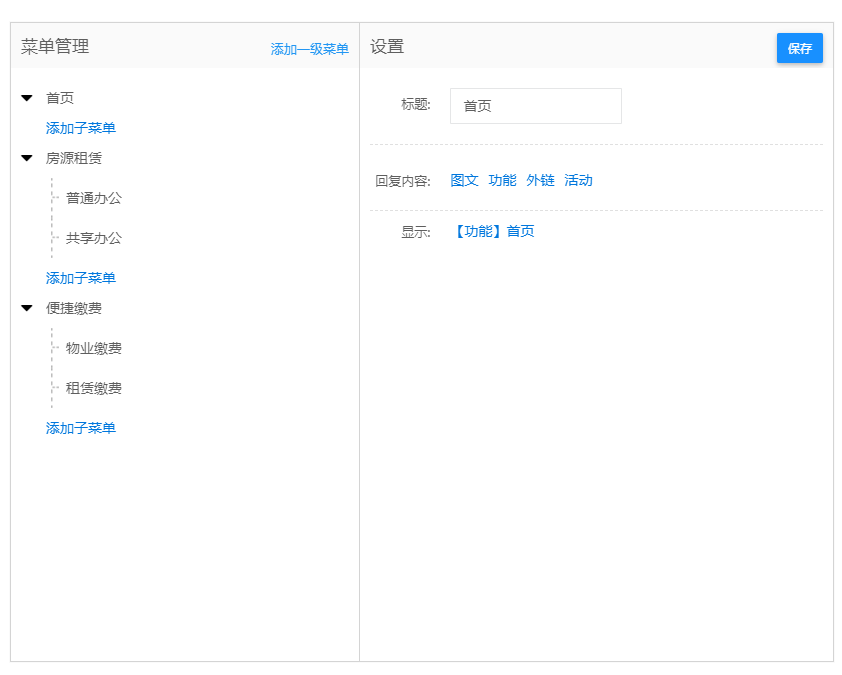 菜单管理
添加一级菜单
首页
添加子菜单
房源租赁
普通办公
共享办公
添加子菜单
便捷缴费
物业缴费
租赁缴费
添加子菜单
设置
保存
标题: 首页
回复内容: 图文 功能 外链 活动
显示: 【功能】首页